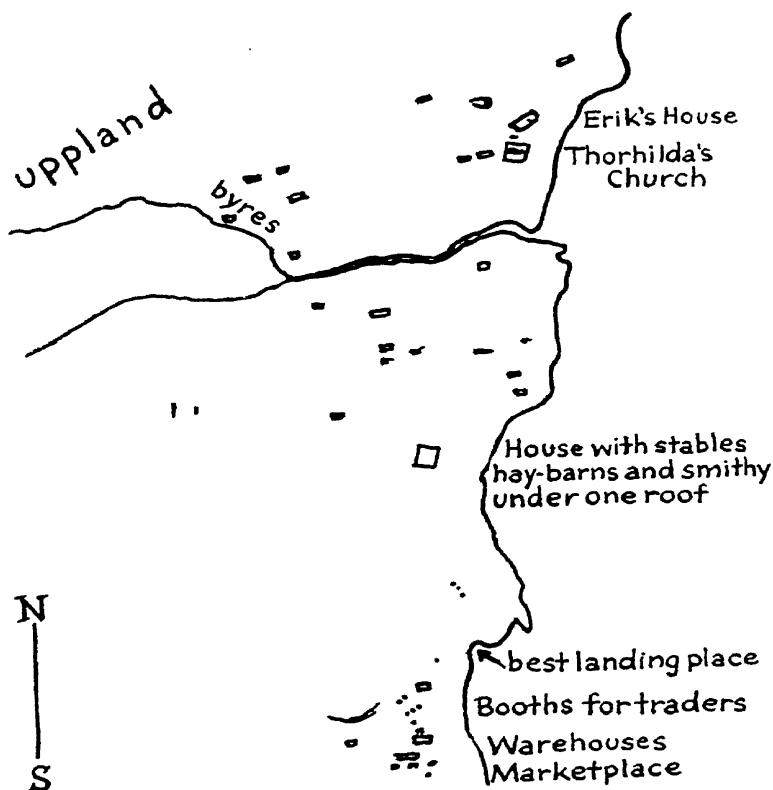 uppland
byres
Erik's House
Thorhilda's
Church
House with stables
hay-barns and smithy
under one roof
N
S
best landing place
Booths for traders
Warehouses
Marketplace